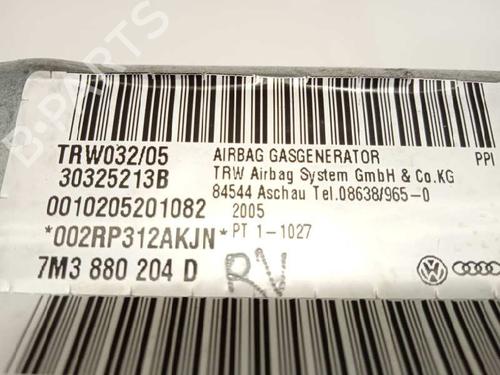 TRW032/05
30325213B
0010205201082
*002RP312AKJN*
7M3 880 204 D
AIRBAG GASGENERATOR
TRW Airbag System GmbH & Co.KG
84544 Aschau Tel.08638/965-0
2005
PT 1-1027
PPI
RV
B-PARTS